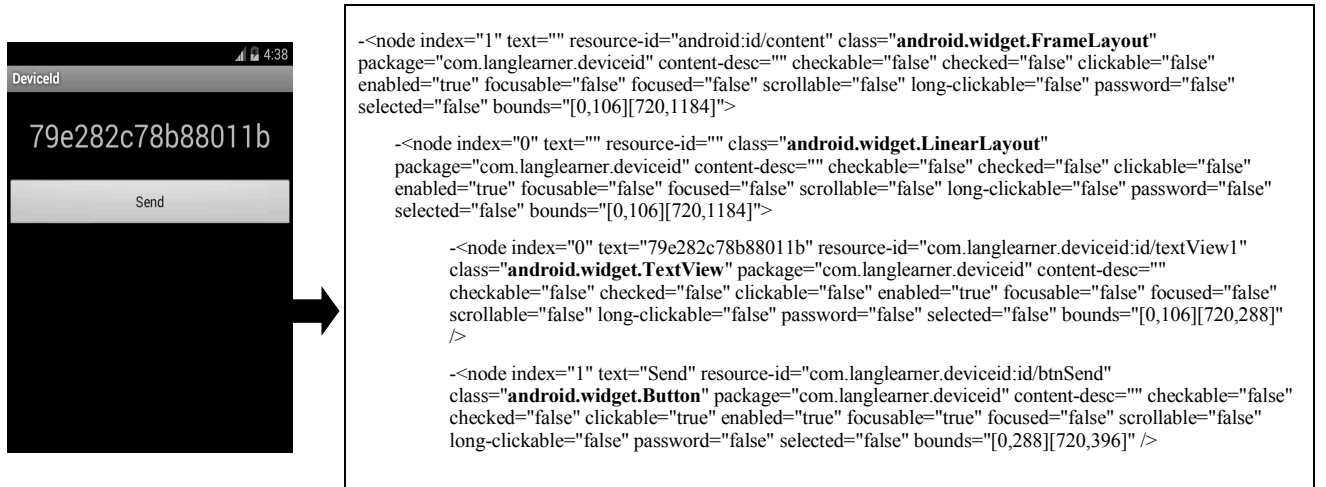 4:38
DeviceId
79e282c78b88011b
Send
-<node index="1" text="" resource-id="android:id/content" class="android.widget.FrameLayout"
package="com.langlearner.deviceid" content-desc="" checkable="false" checked="false" clickable="false"
enabled="true" focusable="false" focused="false" scrollable="false" long-clickable="false" password="false"
selected="false" bounds="[0,106][720,1184]">
-<node index="0" text="" resource-id="" class="android.widget.LinearLayout"
package="com.langlearner.deviceid" content-desc="" checkable="false" checked="false" clickable="false"
enabled="true" focusable="false" focused="false" scrollable="false" long-clickable="false" password="false"
selected="false" bounds="[0,106][720,1184]">
-<node index="0" text="79e282c78b88011b" resource-id="com.langlearner.deviceid:id/textView1"
class="android.widget.TextView" package="com.langlearner.deviceid" content-desc=""
checkable="false" checked="false" clickable="false" enabled="true" focusable="false" focused="false"
scrollable="false" long-clickable="false" password="false" selected="false" bounds="[0,106][720,288]"
/>
-<node index="1" text="Send" resource-id="com.langlearner.deviceid:id/btnSend"
class="android.widget.Button" package="com.langlearner.deviceid" content-desc="" checkable="false"
checked="false" clickable="true" enabled="true" focusable="true" focused="false" scrollable="false"
long-clickable="false" password="false" selected="false" bounds="[0,288][720,396]" />